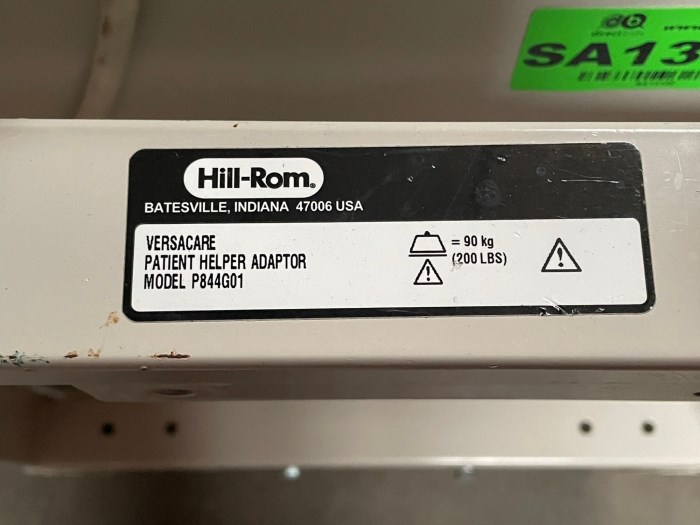 SA13
Hill-Rom®
BATESVILLE, INDIANA 47006 USA
VERSACARE
PATIENT HELPER ADAPTOR
MODEL P844G01
= 90 kg
(200 LBS)